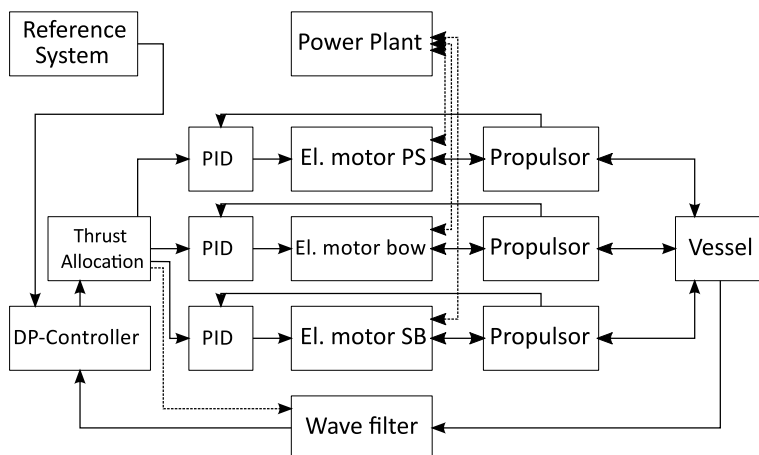 Reference
System
Power Plant
PID
El. motor PS
Propulsor
Thrust
Allocation
PID
El. motor bow
Propulsor
Vessel
DP-Controller
PID
El. motor SB
Propulsor
Wave filter